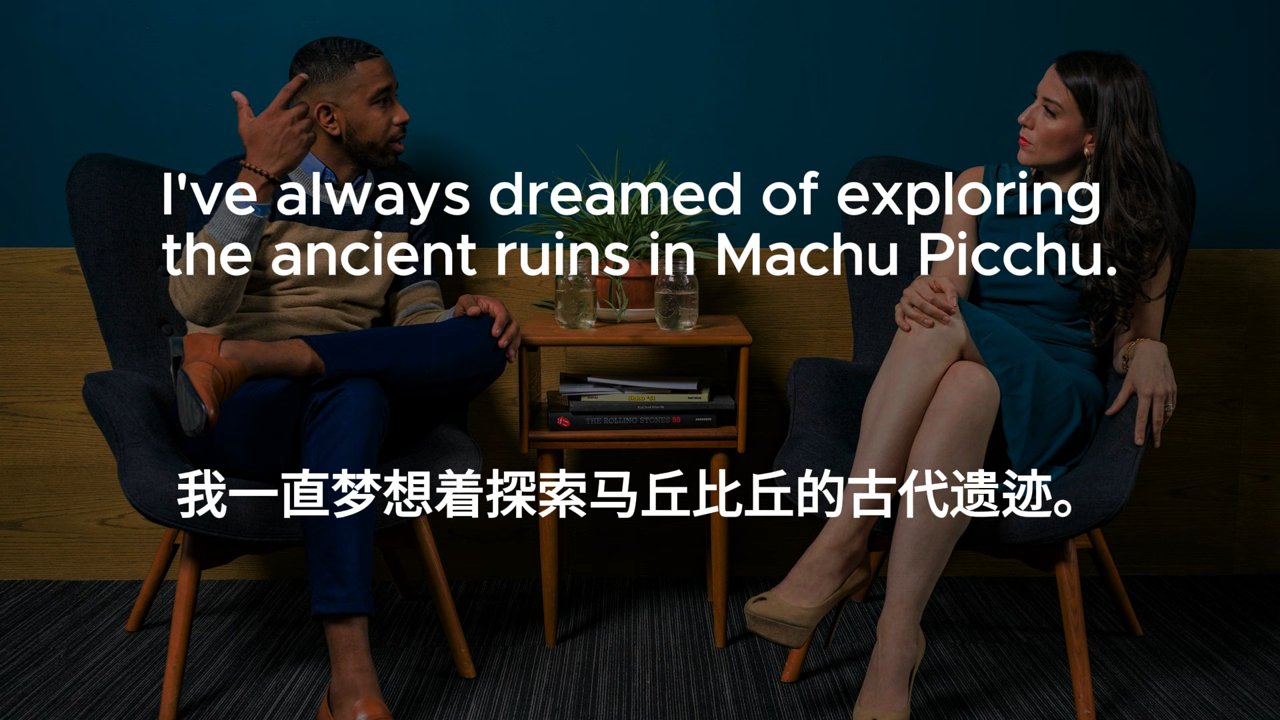 I've always dreamed of exploring
the ancient ruins in Machu Picchu.
THE ROLLING STONES
我一直梦想着探索马丘比丘的古代遗迹。